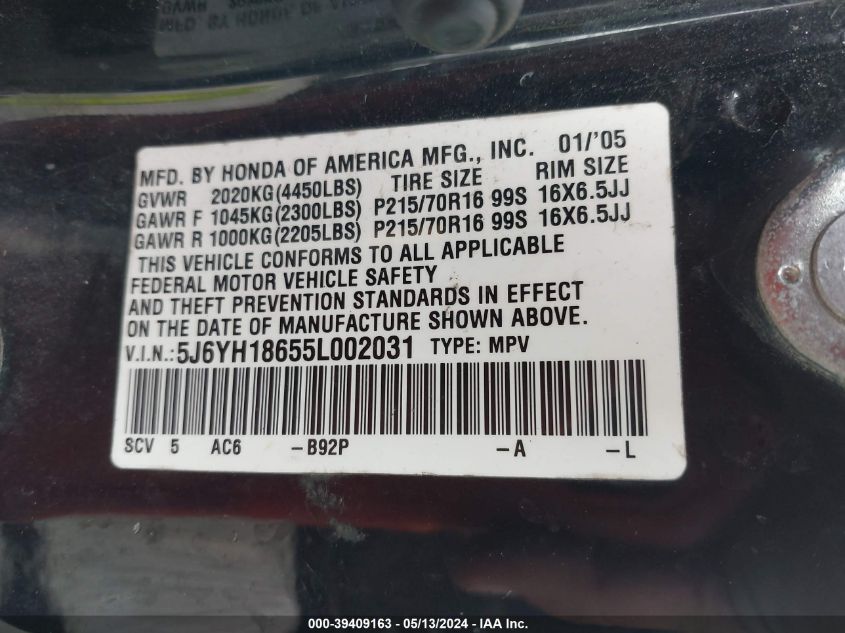 MFD. BY HONDA OF AMERICA MFG., INC. 01/'05
GVWR 2020KG(4450LBS) TIRE SIZE RIM SIZE
GAWR F 1045KG(2300LBS) P215/70R16 99S 16X6.5JJ
GAWR R 1000KG(2205LBS) P215/70R16 99S 16X6.5JJ
THIS VEHICLE CONFORMS TO ALL APPLICABLE
FEDERAL MOTOR VEHICLE SAFETY
AND THEFT PREVENTION STANDARDS IN EFFECT
ON THE DATE OF MANUFACTURE SHOWN ABOVE.
V.I.N.: 5J6YH18655L002031 TYPE: MPV
SCV 5 AC6 -B92P -A -L
000-39409163 - 05/13/2024 - IAA Inc.